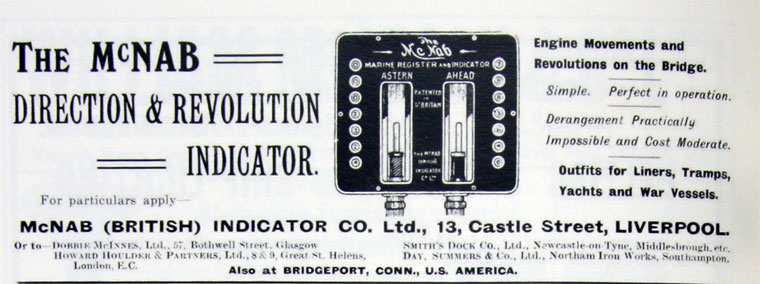 THE McNAB
DIRECTION & REVOLUTION
INDICATOR.
For particulars apply—
The
McNab
MARINE REGISTER AND INDICATOR
ASTERN AHEAD
PATENTED
IN
GT BRITAIN
THE McNAB
INDICATOR
Co Ltd
Engine Movements and
Revolutions on the Bridge.
Simple. Perfect in operation.
Derangement Practically
Impossible and Cost Moderate.
Outfits for Liners, Tramps,
Yachts and War Vessels.
McNAB (BRITISH) INDICATOR CO. Ltd., 13, Castle Street, LIVERPOOL.
Or to—DOBBIE McINNES, Ltd., 57, Bothwell Street, Glasgow
HOWARD HOULDER & PARTNERS, Ltd., 8 & 9, Great St. Helens,
London, E.C.
SMITH'S DOCK Co., Ltd., Newcastle-on-Tyne, Middlesbrough, etc.
DAY, SUMMERS & Co., Ltd., Northam Iron Works, Southampton.
Also at BRIDGEPORT, CONN., U.S. AMERICA.